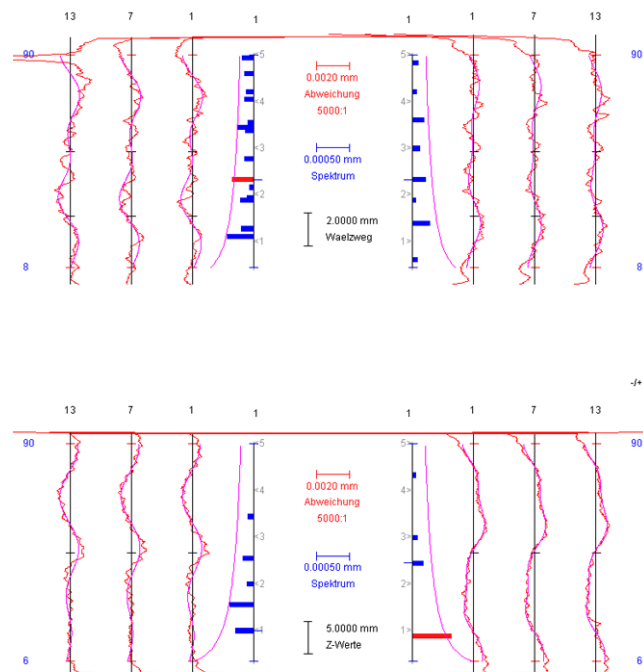 13 7 1 1 1 1 7 13
90 5 5 90
0.0020 mm
Abweichung
5000:1
<4 <4
0.00050 mm
Spektrum
<3 <3
<2 <2
2.0000 mm
Waelzweg
<1 <1
8 8
-/+
13 7 1 1 1 1 7 13
90 5 5 90
0.0020 mm
Abweichung
5000:1
<4 <4
<3 <3
0.00050 mm
Spektrum
<2 <2
5.0000 mm
Z-Werte
<1 <1
6 6